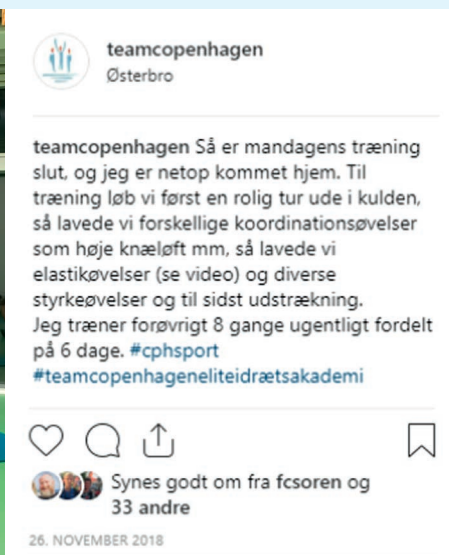 teamcopenhagen
Østerbro
teamcopenhagen Så er mandagens træning
slut, og jeg er netop kommet hjem. Til
træning løb vi først en rolig tur ude i kulden,
så lavede vi forskellige koordinationsøvelser
som høje knæløft mm, så lavede vi
elastikøvelser (se video) og diverse
styrkeøvelser og til sidst udstrækning.
Jeg træner forøvrigt 8 gange ugentligt fordelt
på 6 dage. #cphsport
#teamcopenhageneliteidrætsakademi
Synes godt om fra fcsoren og
33 andre
26. NOVEMBER 2018